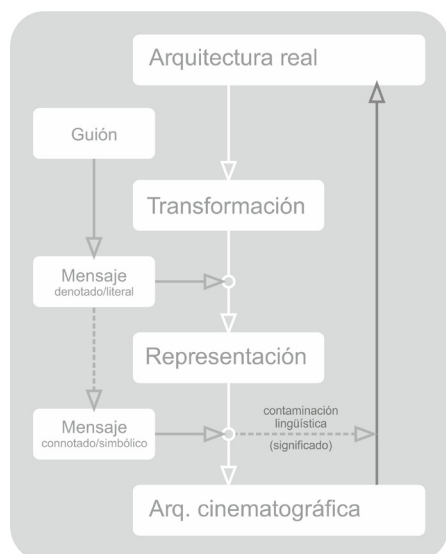 Arquitectura real
Guión
Transformación
Mensaje
denotado/literal
Representación
Mensaje
connotado/simbólico
contaminación
lingüística
(significado)
Arq. cinematográfica